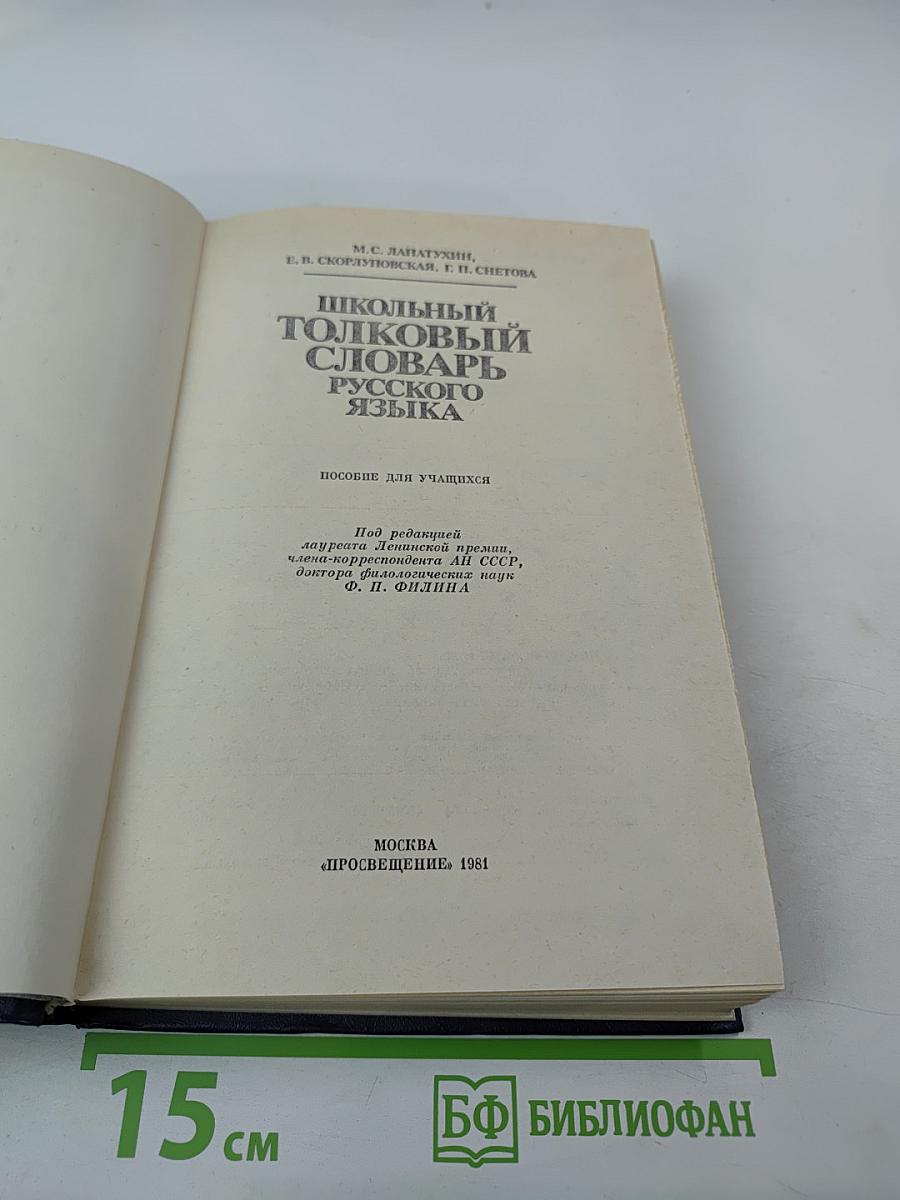 М. С. ЛАПАТУХИН,
Е. В. СКОРЛУПОВСКАЯ, Г. П. СНЕТОВА
ШКОЛЬНЫЙ
ТОЛКОВЫЙ
СЛОВАРЬ
РУССКОГО
ЯЗЫКА
ПОСОБИЕ ДЛЯ УЧАЩИХСЯ
Под редакцией
лауреата Ленинской премии,
члена-корреспондента АН СССР,
доктора филологических наук
Ф. П. ФИЛИНА
МОСКВА
«ПРОСВЕЩЕНИЕ» 1981
15 см
БФ БИБЛИОФАН